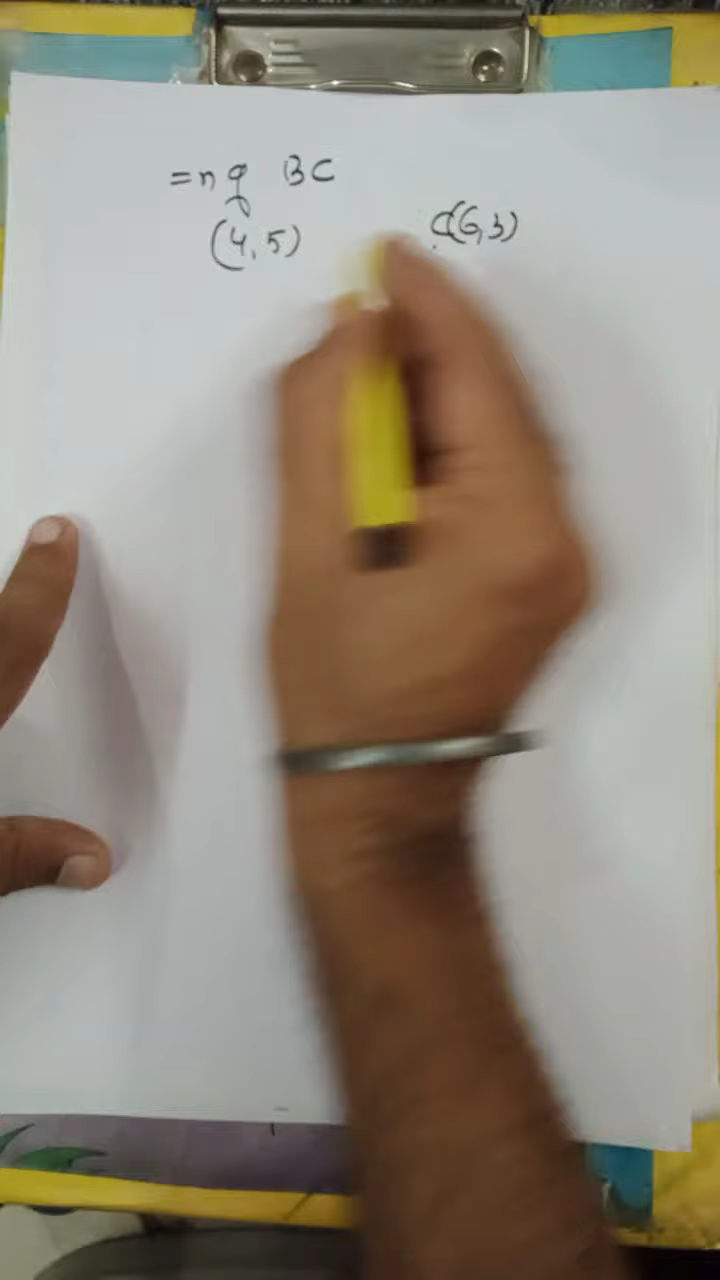 =n of BC
(4,5) C(6,3)